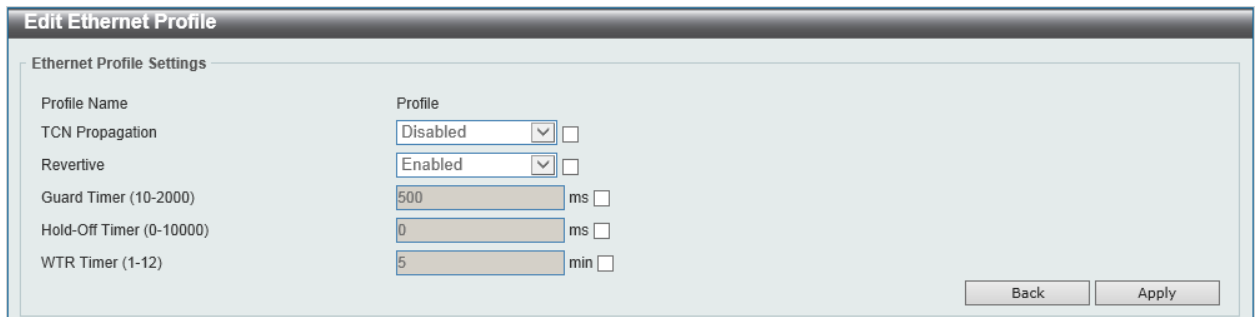 Edit Ethernet Profile
Ethernet Profile Settings
Profile Name Profile
TCN Propagation Disabled
Revertive Enabled
Guard Timer (10-2000) 500 ms
Hold-Off Timer (0-10000) 0 ms
WTR Timer (1-12) 5 min
Back Apply